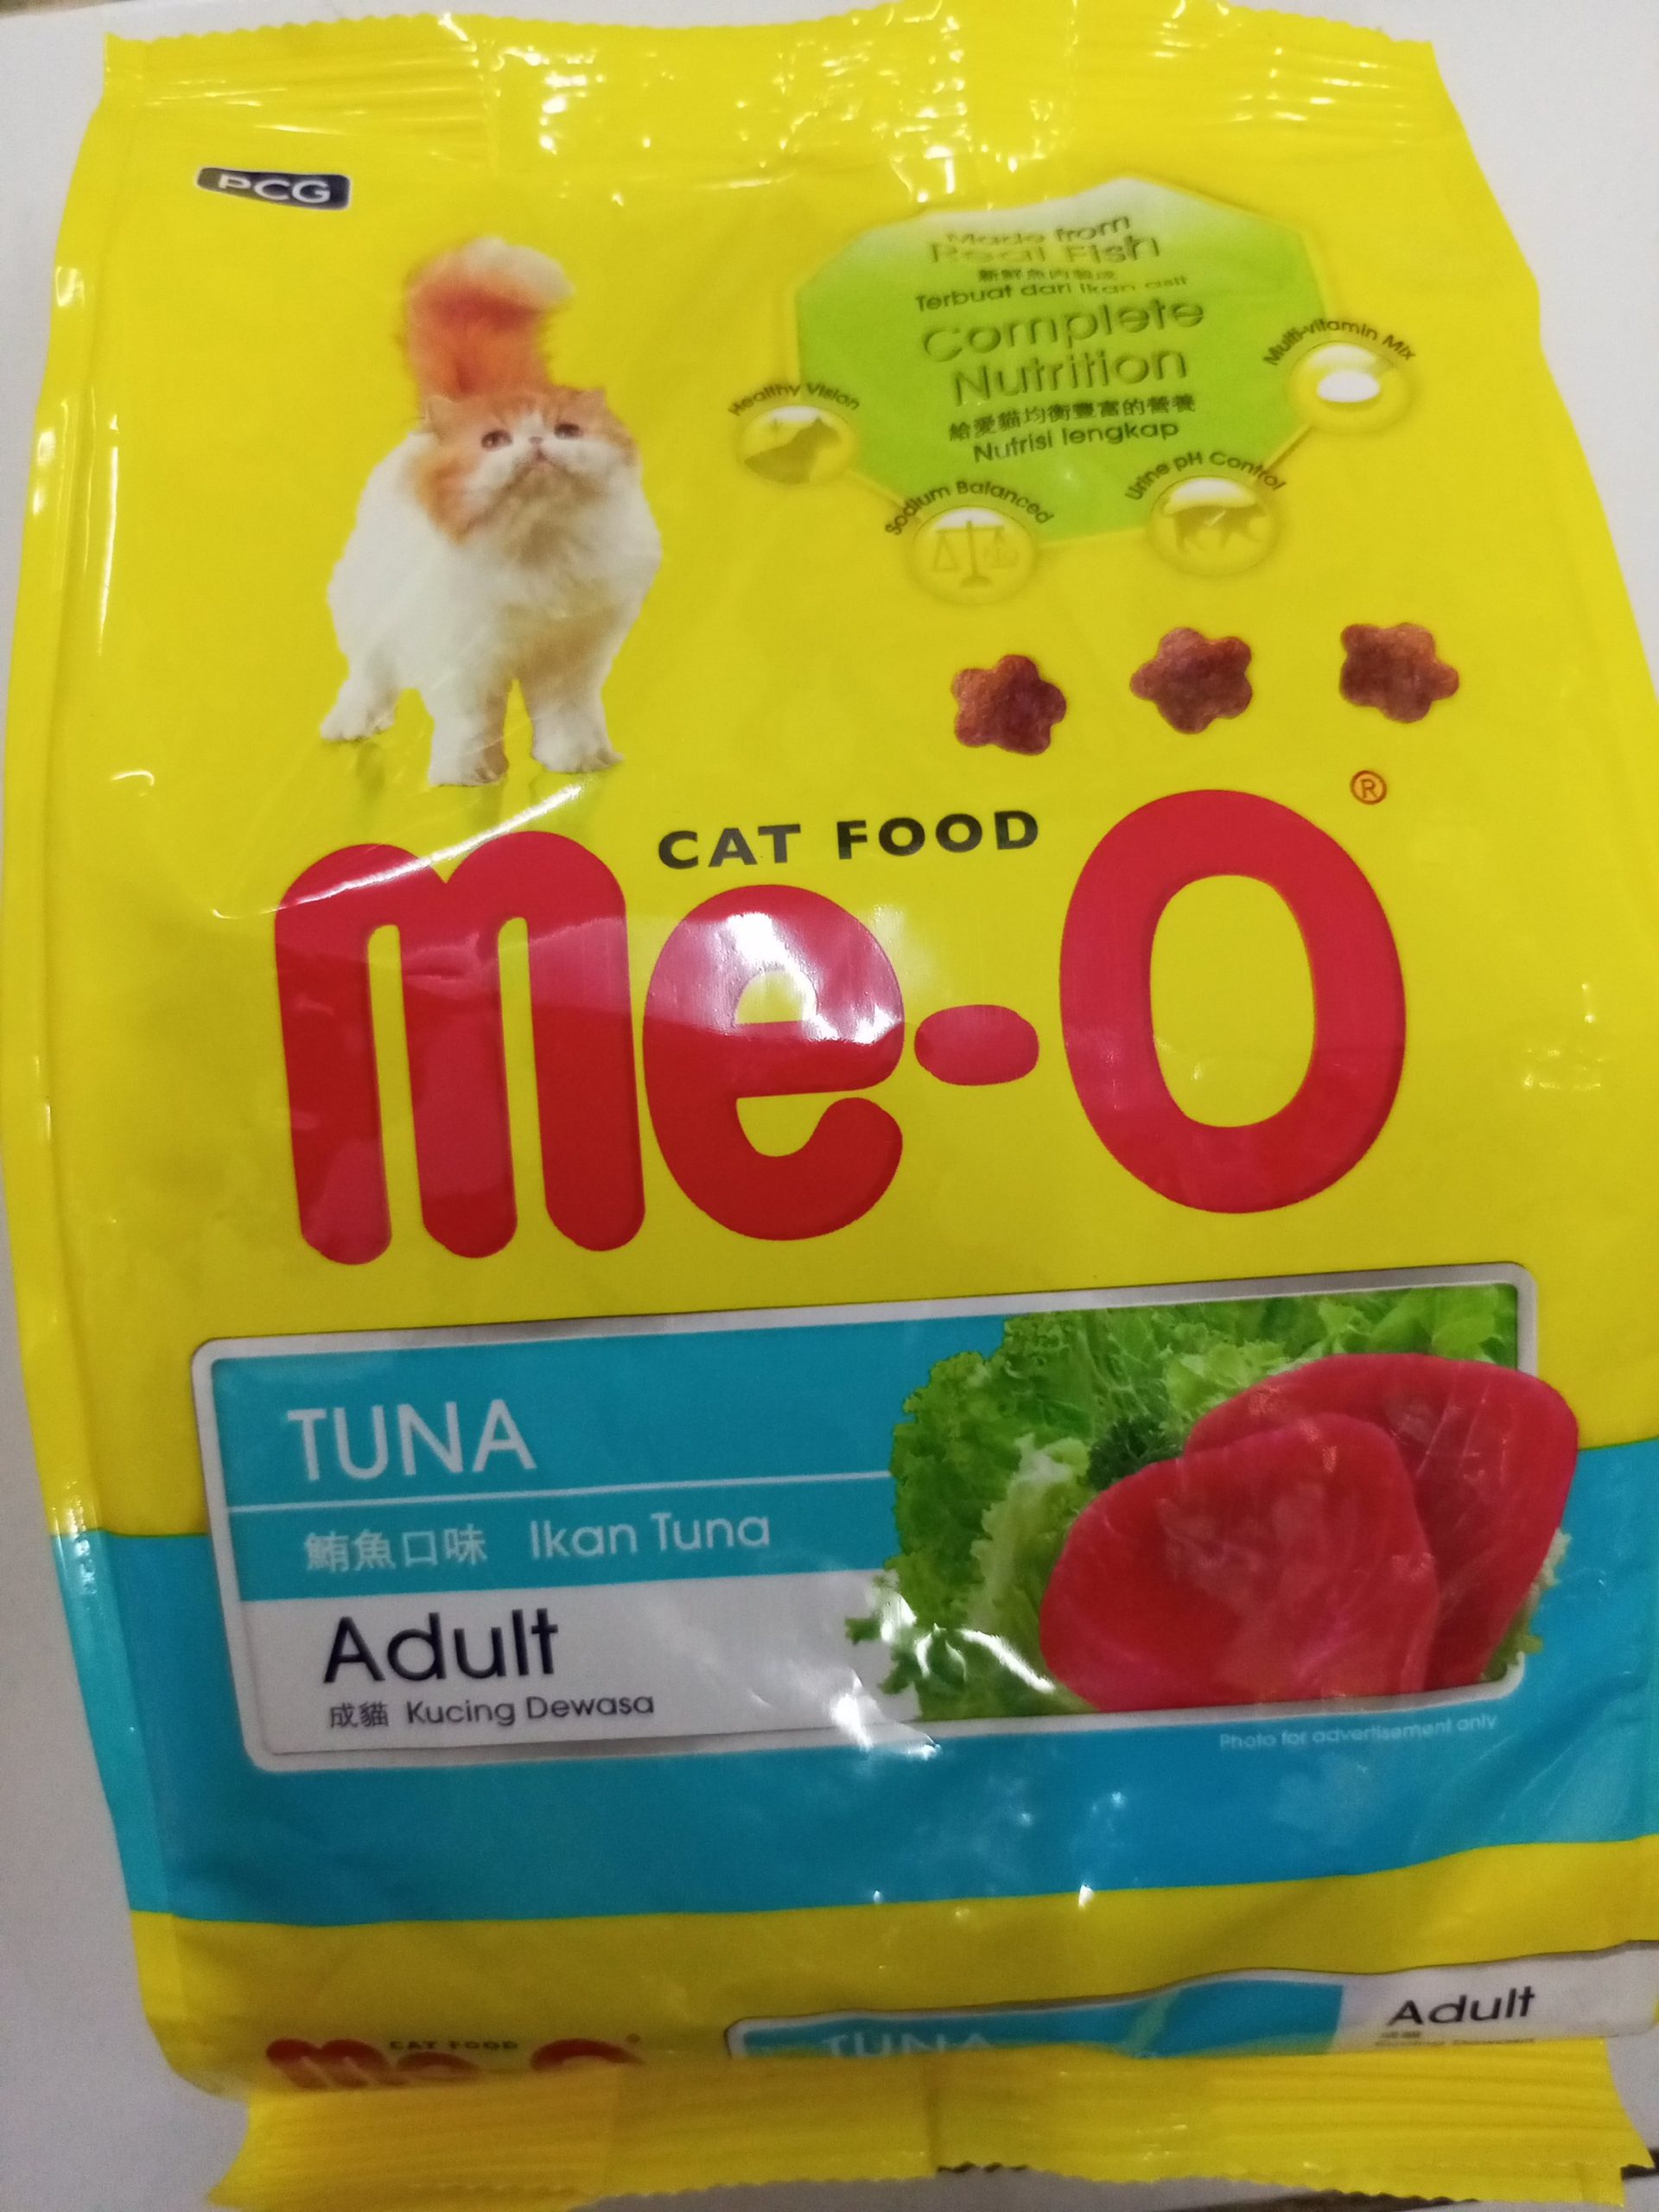 PCG
Made from
Real Fish
新鮮魚肉製成
Terbuat dari ikan asli
Complete
Nutrition
給愛貓均衡豐富的營養
Nutrisi lengkap
Healthy Vision
Sodium Balanced
Urine pH Control
Multi-vitamin Mix
CAT FOOD
me-O®
TUNA
鮪魚口味 Ikan Tuna
Adult
成貓 Kucing Dewasa
Photo for advertisement only
CAT FOOD
me-O
TUNA
Adult